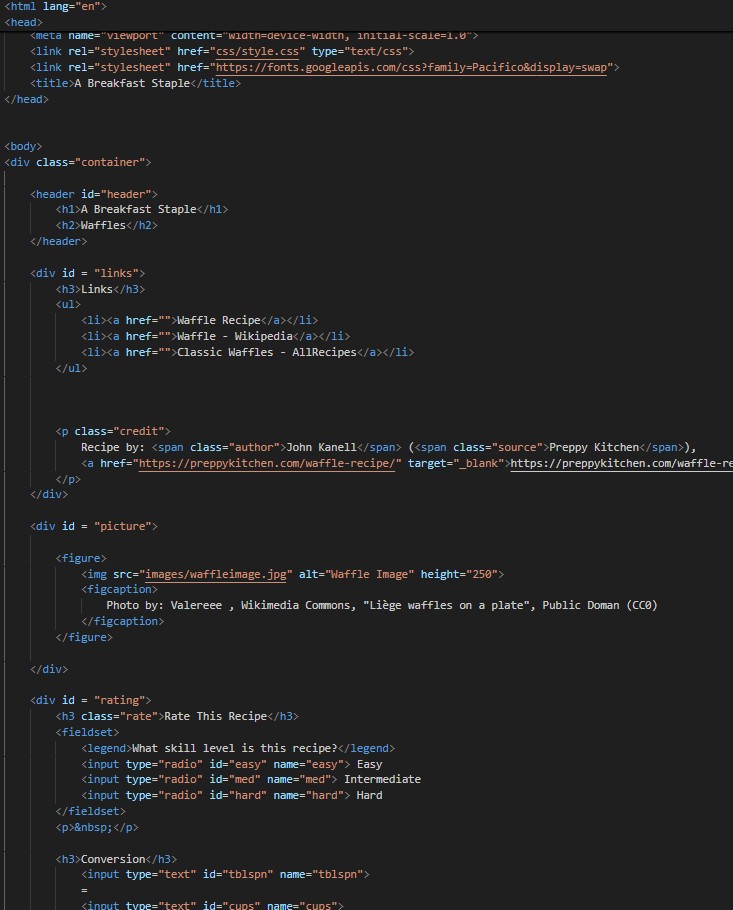 <html lang="en">
<head>
<meta name="viewport" content="width=device-width, initial-scale=1.0">
<link rel="stylesheet" href="css/style.css" type="text/css">
<link rel="stylesheet" href="https://fonts.googleapis.com/css?family=Pacifico&display=swap">
<title>A Breakfast Staple</title>
</head>
<body>
<div class="container">
<header id="header">
<h1>A Breakfast Staple</h1>
<h2>Waffles</h2>
</header>
<div id = "links">
<h3>Links</h3>
<ul>
<li><a href="">Waffle Recipe</a></li>
<li><a href="">Waffle - Wikipedia</a></li>
<li><a href="">Classic Waffles - AllRecipes</a></li>
</ul>
<p class="credit">
Recipe by: <span class="author">John Kanell</span> (<span class="source">Preppy Kitchen</span>),
<a href="https://preppykitchen.com/waffle-recipe/" target="_blank">https://preppykitchen.com/waffle-re
</p>
</div>
<div id = "picture">
<figure>
<img src="images/waffleimage.jpg" alt="Waffle Image" height="250">
<figcaption>
Photo by: Valereee , Wikimedia Commons, "Liège waffles on a plate", Public Doman (CC0)
</figcaption>
</figure>
</div>
<div id = "rating">
<h3 class="rate">Rate This Recipe</h3>
<fieldset>
<legend>What skill level is this recipe?</legend>
<input type="radio" id="easy" name="easy"> Easy
<input type="radio" id="med" name="med"> Intermediate
<input type="radio" id="hard" name="hard"> Hard
</fieldset>
<p>&nbsp;</p>
<h3>Conversion</h3>
<input type="text" id="tblspn" name="tblspn">
=
<input type="text" id="cups" name="cups">